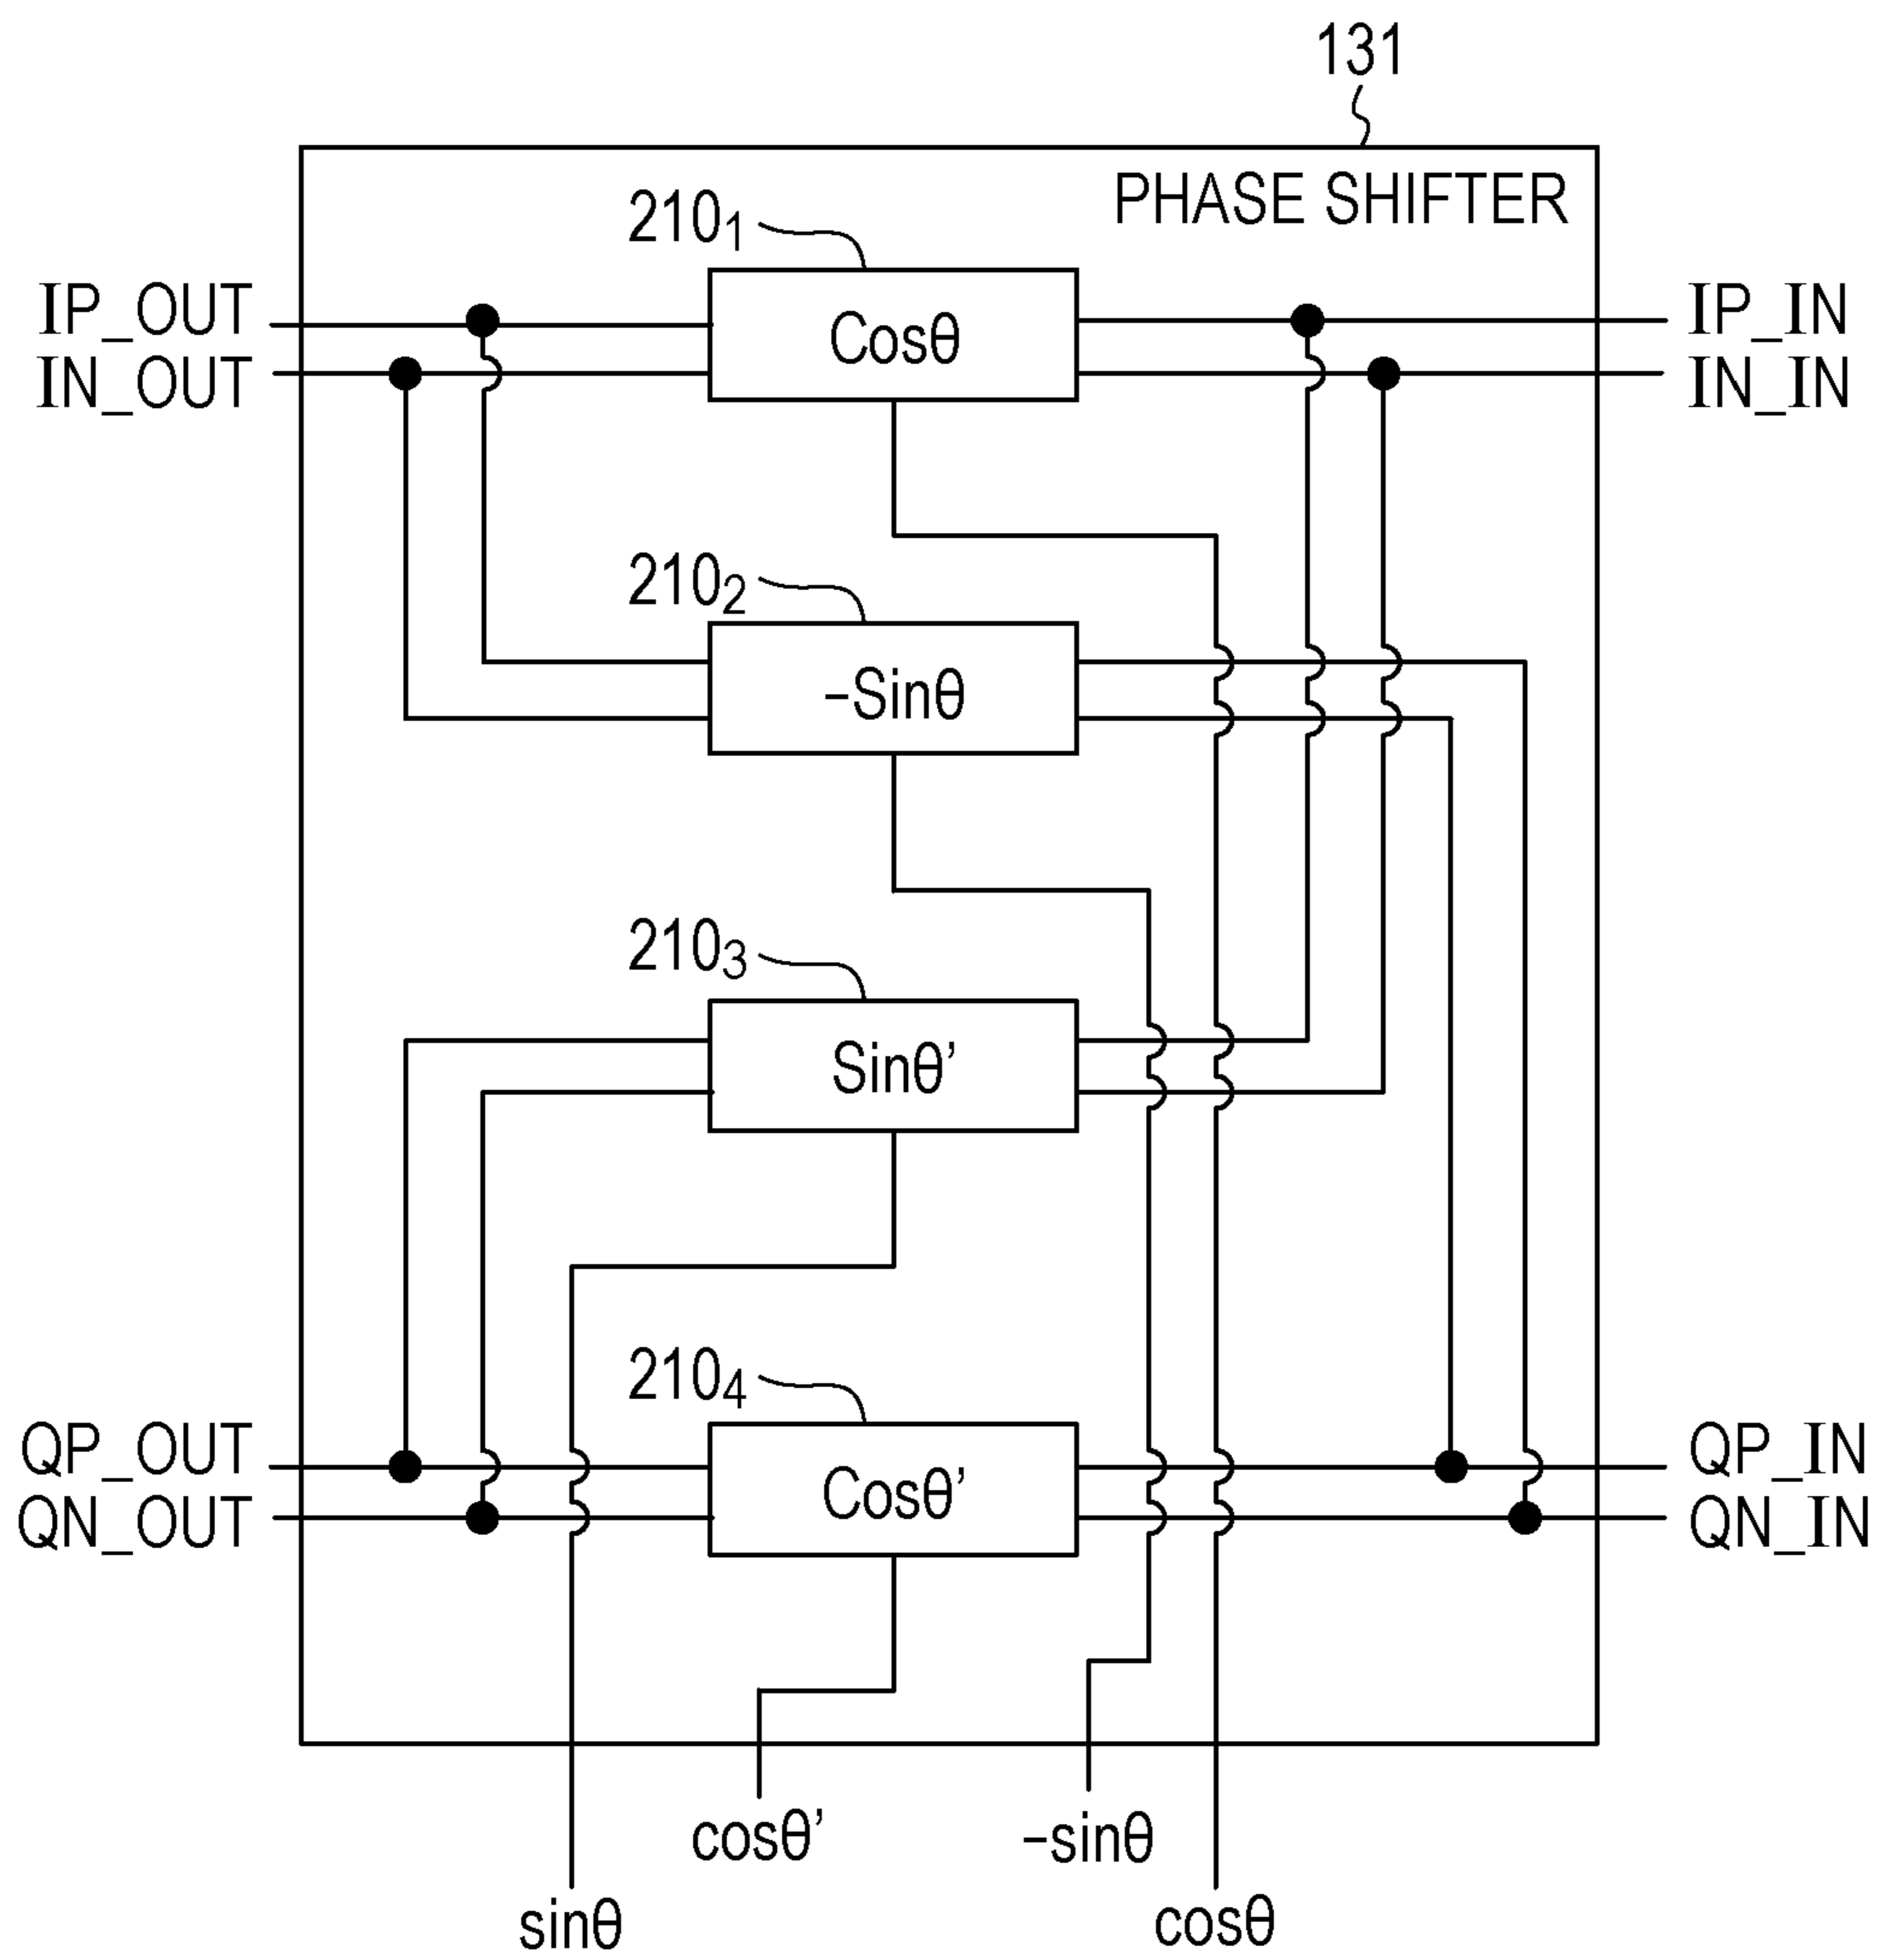 131
PHASE SHIFTER
210₁
IP_OUT
Cosθ
IP_IN
IN_OUT
IN_IN
210₂
−Sinθ
210₃
Sinθ’
210₄
QP_OUT
Cosθ’
QP_IN
QN_OUT
QN_IN
cosθ’
−sinθ
sinθ
cosθ